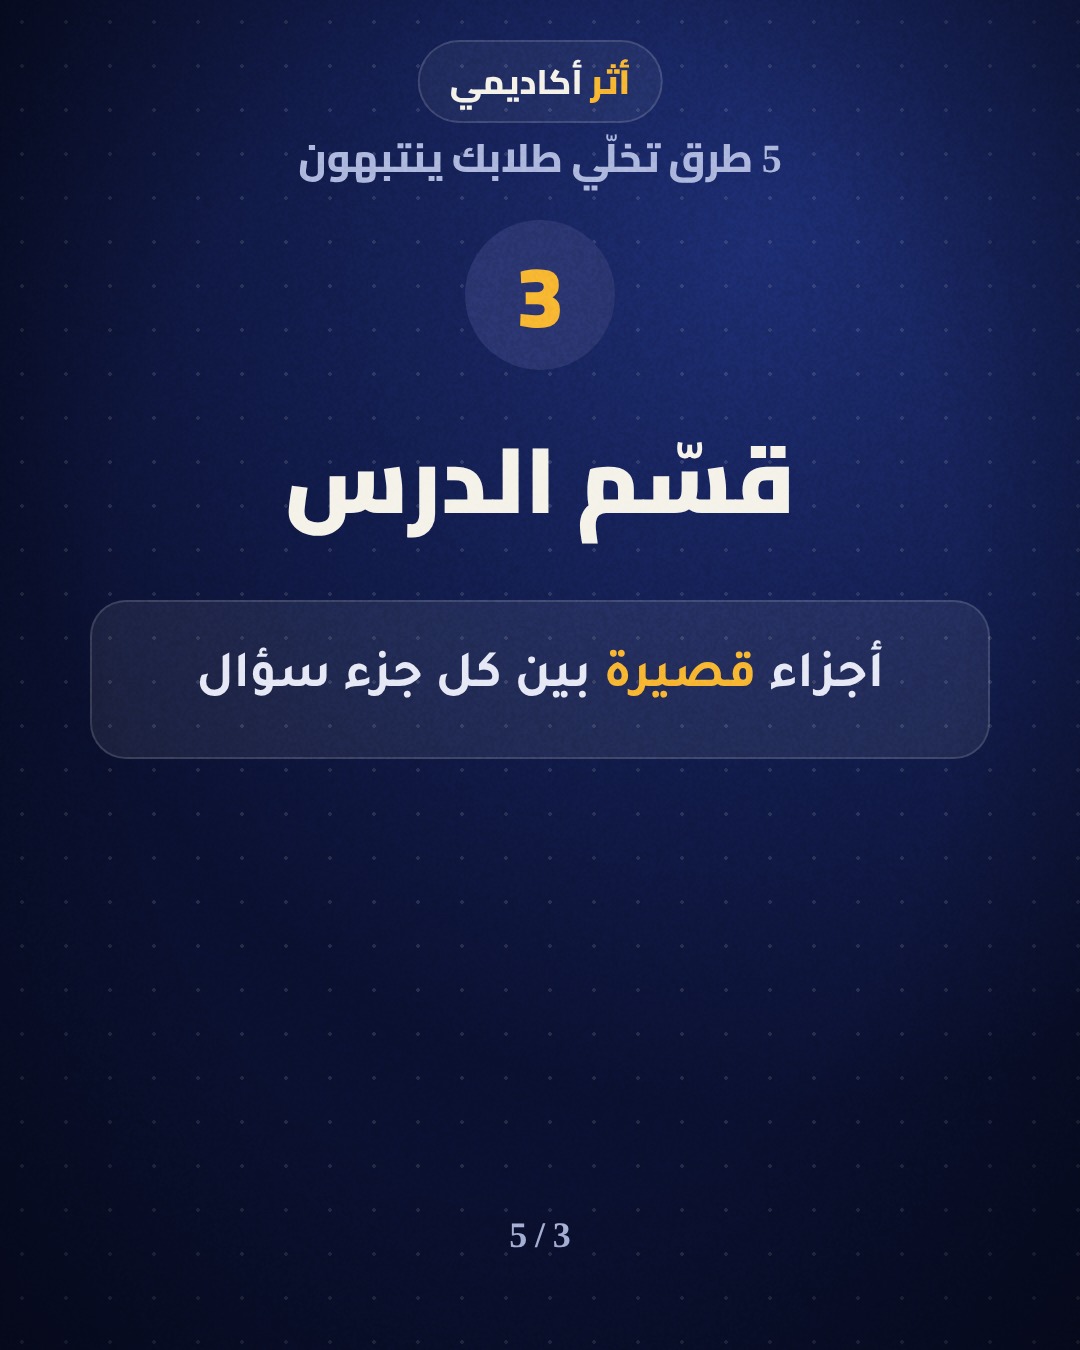 أثر أكاديمي
5 طرق تخلّي طلابك ينتبهون
3
قسّم الدرس
أجزاء قصيرة بين كل جزء سؤال
5 / 3